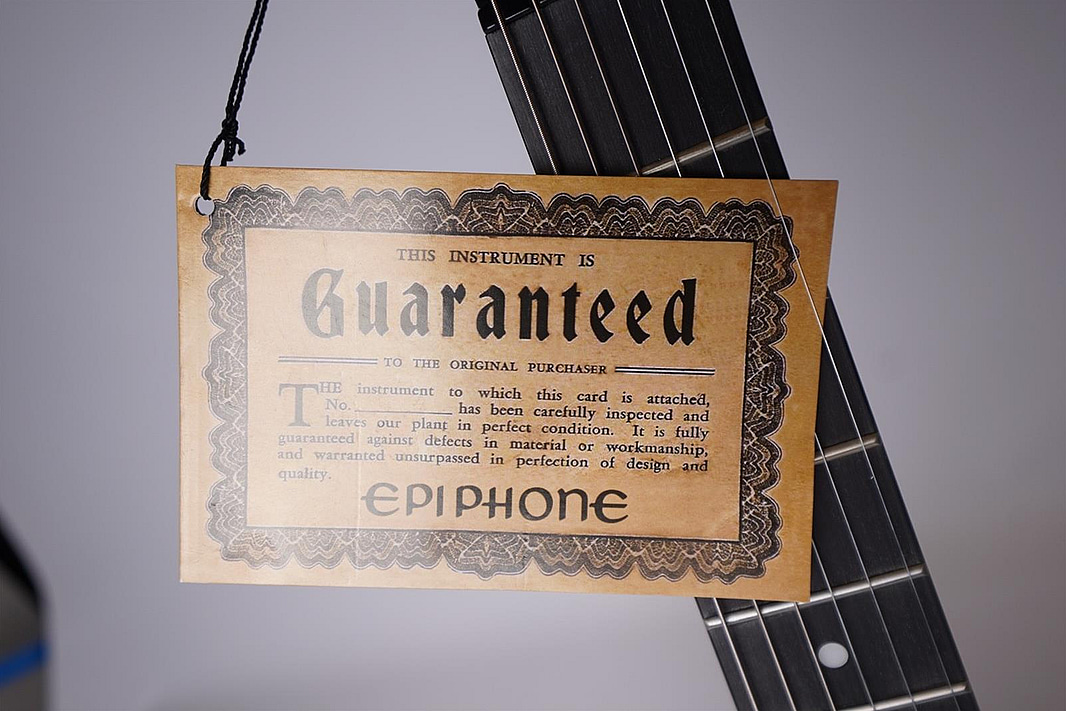 THIS INSTRUMENT IS
Guaranteed
TO THE ORIGINAL PURCHASER
THE instrument to which this card is attached,
No. ____________ has been carefully inspected and
leaves our plant in perfect condition. It is fully
guaranteed against defects in material or workmanship,
and warranted unsurpassed in perfection of design and
quality.
EPIPHONE